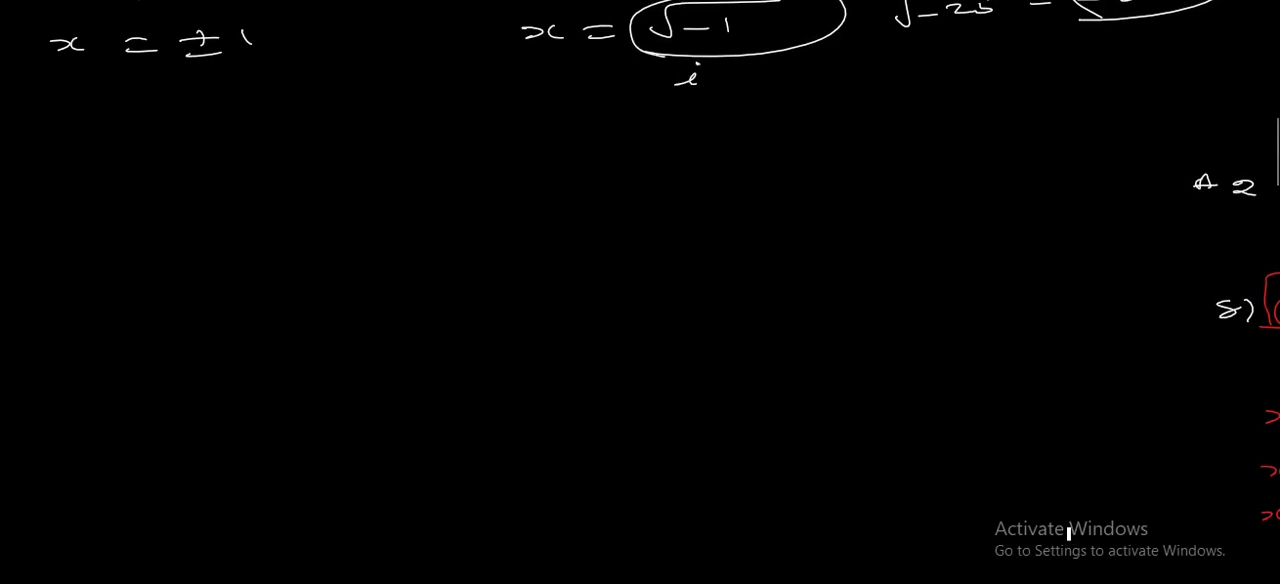 x = ±1
x = √-1
i
√-25 =
A 2
8)
Activate Windows
Go to Settings to activate Windows.